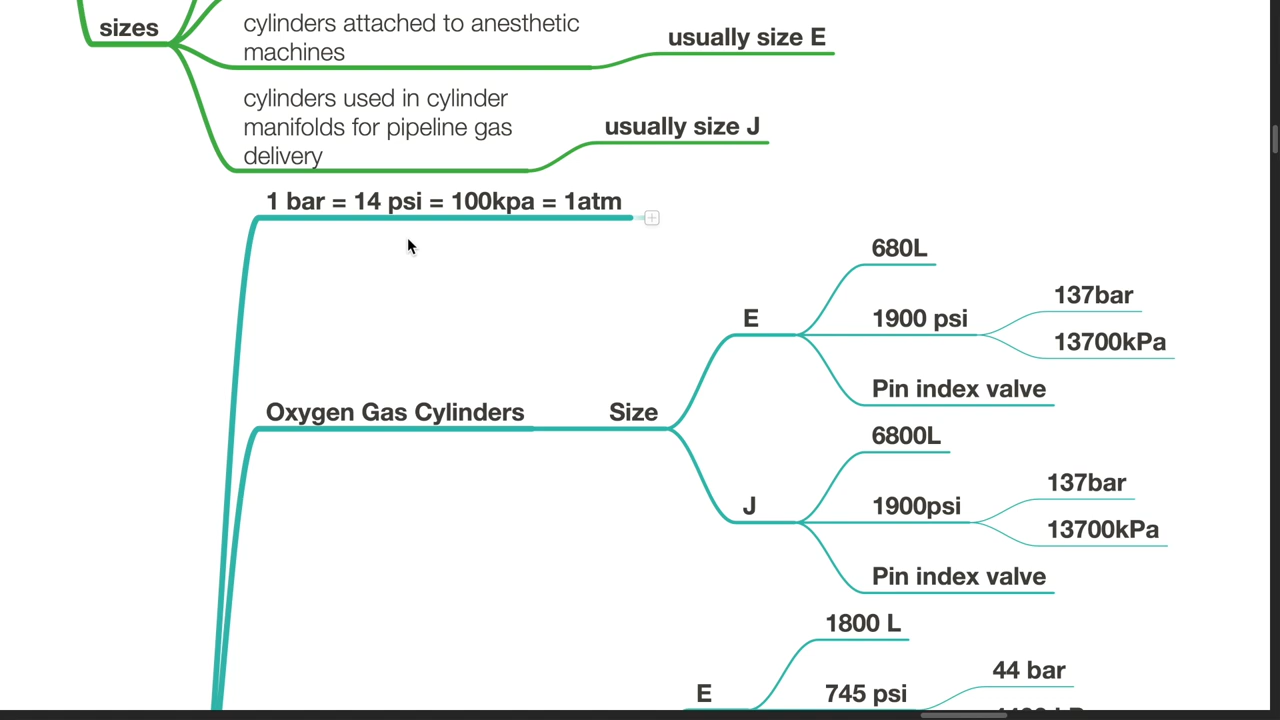 sizes
cylinders attached to anesthetic
machines
usually size E
cylinders used in cylinder
manifolds for pipeline gas
delivery
usually size J
1 bar = 14 psi = 100kpa = 1atm
Oxygen Gas Cylinders
Size
E
680L
1900 psi
137bar
13700kPa
Pin index valve
J
6800L
1900psi
137bar
13700kPa
Pin index valve
E
1800 L
745 psi
44 bar